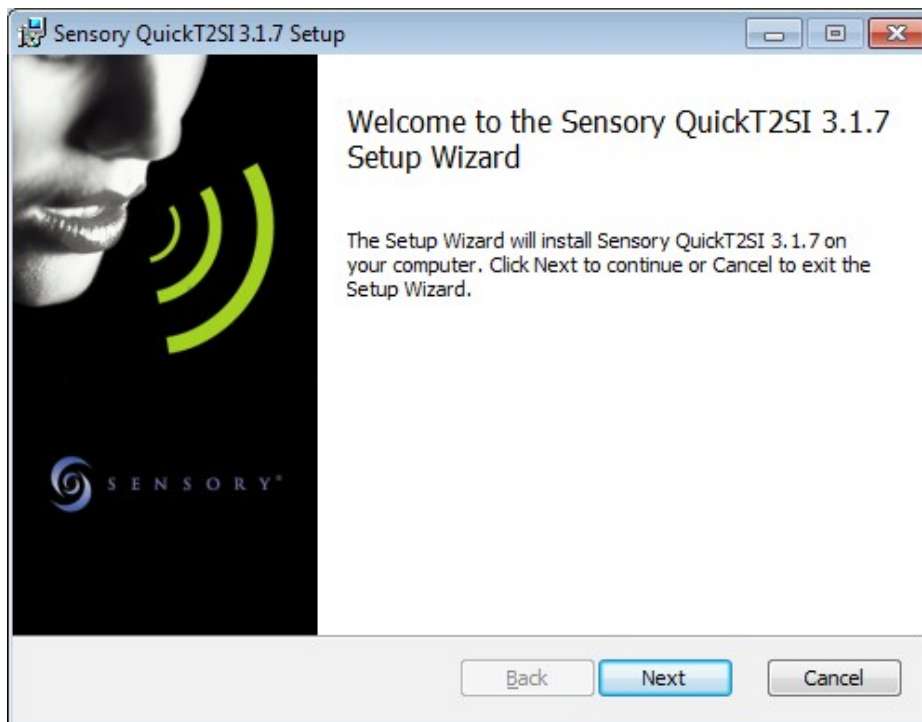 Sensory QuickT2SI 3.1.7 Setup
Welcome to the Sensory QuickT2SI 3.1.7
Setup Wizard
The Setup Wizard will install Sensory QuickT2SI 3.1.7 on
your computer. Click Next to continue or Cancel to exit the
Setup Wizard.
SENSORY®
Back
Next
Cancel